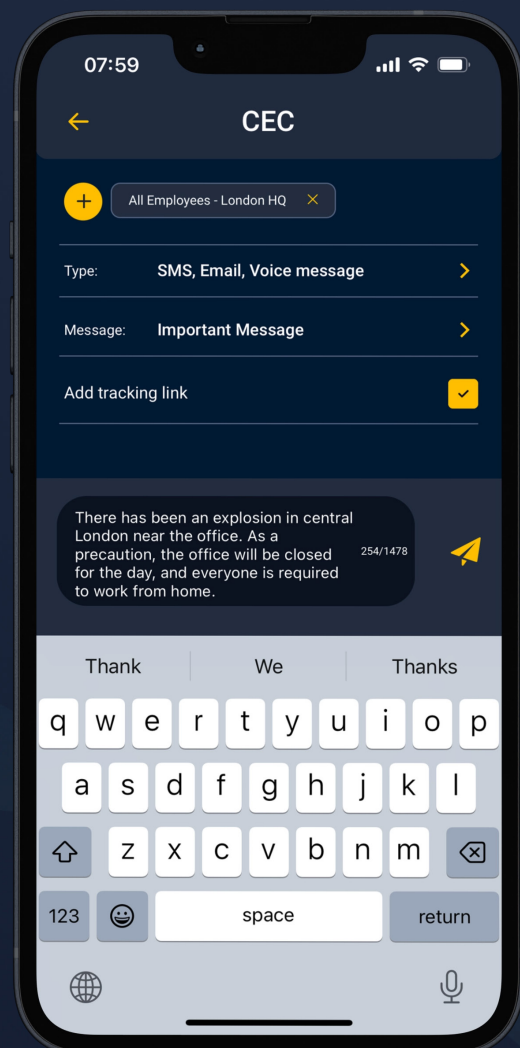 07:59
CEC
All Employees - London HQ
Type:
SMS, Email, Voice message
Message:
Important Message
Add tracking link
There has been an explosion in central
London near the office. As a
precaution, the office will be closed
for the day, and everyone is required
to work from home.
254/1478
Thank
We
Thanks
q w e r t y u i o p
a s d f g h j k l
z x c v b n m
123
space
return